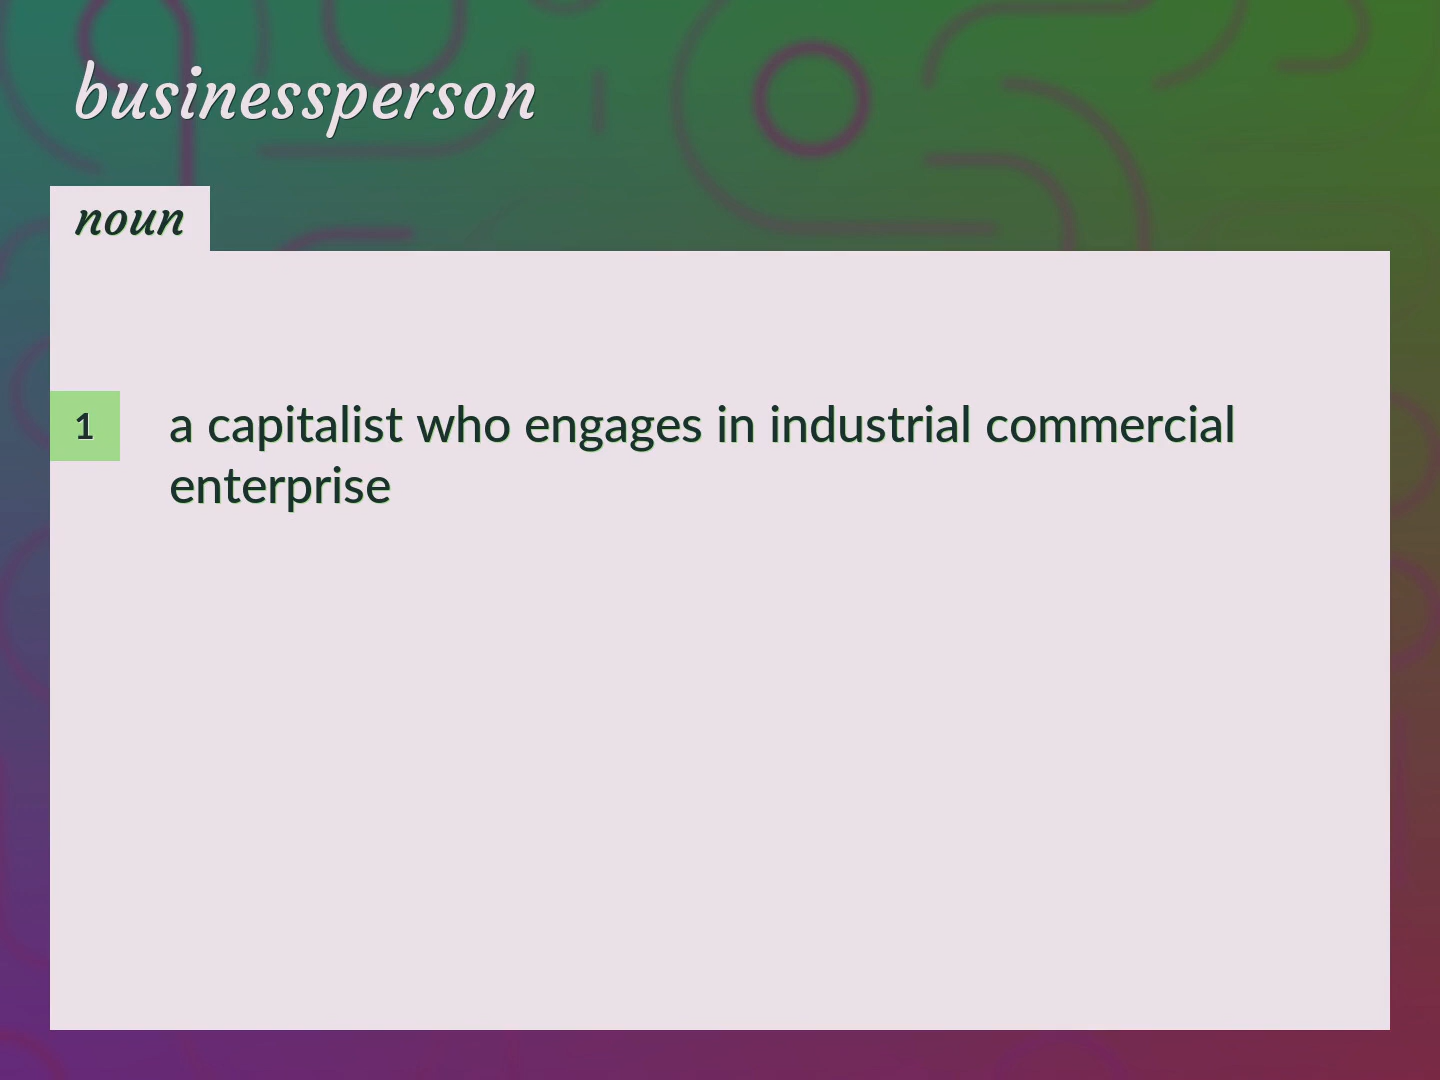 businessperson
noun
1
a capitalist who engages in industrial commercial
enterprise